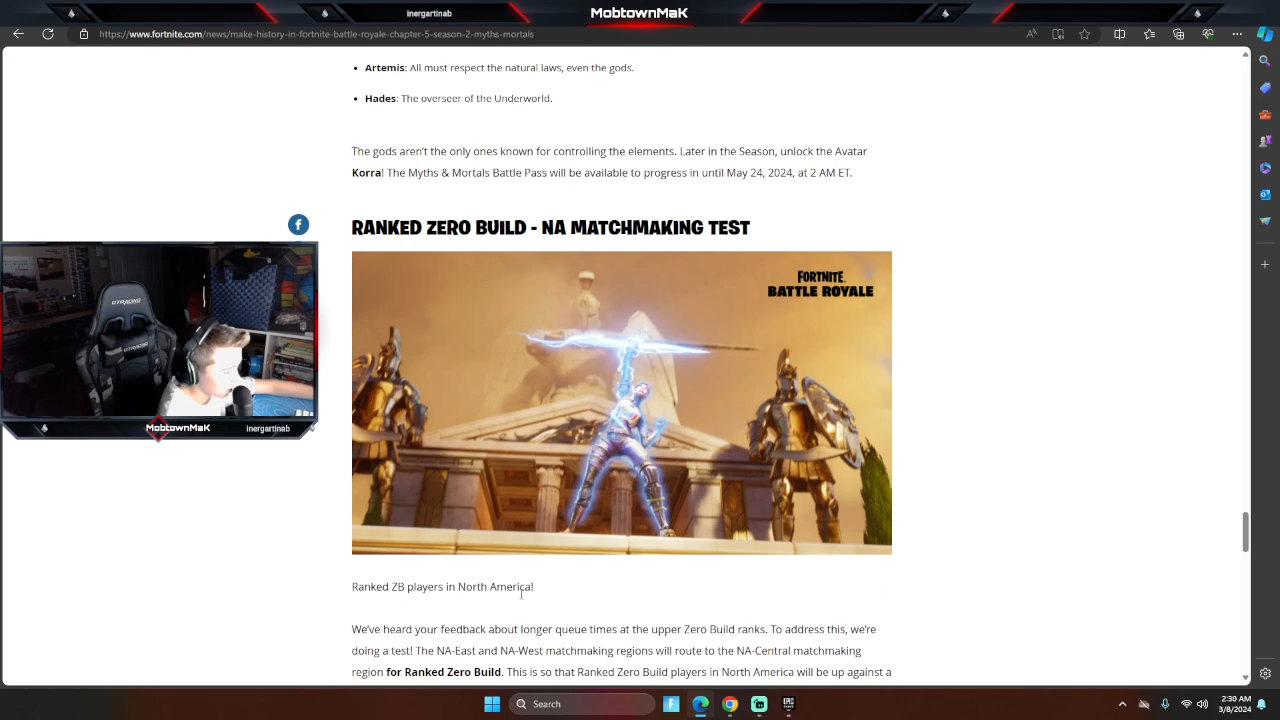 inergartinab
MobtownMaK
https://www.fortnite.com/news/make-history-in-fortnite-battle-royale-chapter-5-season-2-myths-mortals
Artemis: All must respect the natural laws, even the gods.
Hades: The overseer of the Underworld.
The gods aren’t the only ones known for controlling the elements. Later in the Season, unlock the Avatar
Korra! The Myths & Mortals Battle Pass will be available to progress in until May 24, 2024, at 2 AM ET.
RANKED ZERO BUILD - NA MATCHMAKING TEST
FORTNITE
BATTLE ROYALE
GTRACING
GTRACING
MobtownMaK
inergartinab
Ranked ZB players in North America!
We’ve heard your feedback about longer queue times at the upper Zero Build ranks. To address this, we’re
doing a test! The NA-East and NA-West matchmaking regions will route to the NA-Central matchmaking
region for Ranked Zero Build. This is so that Ranked Zero Build players in North America will be up against a
Search
2:30 AM
3/8/2024